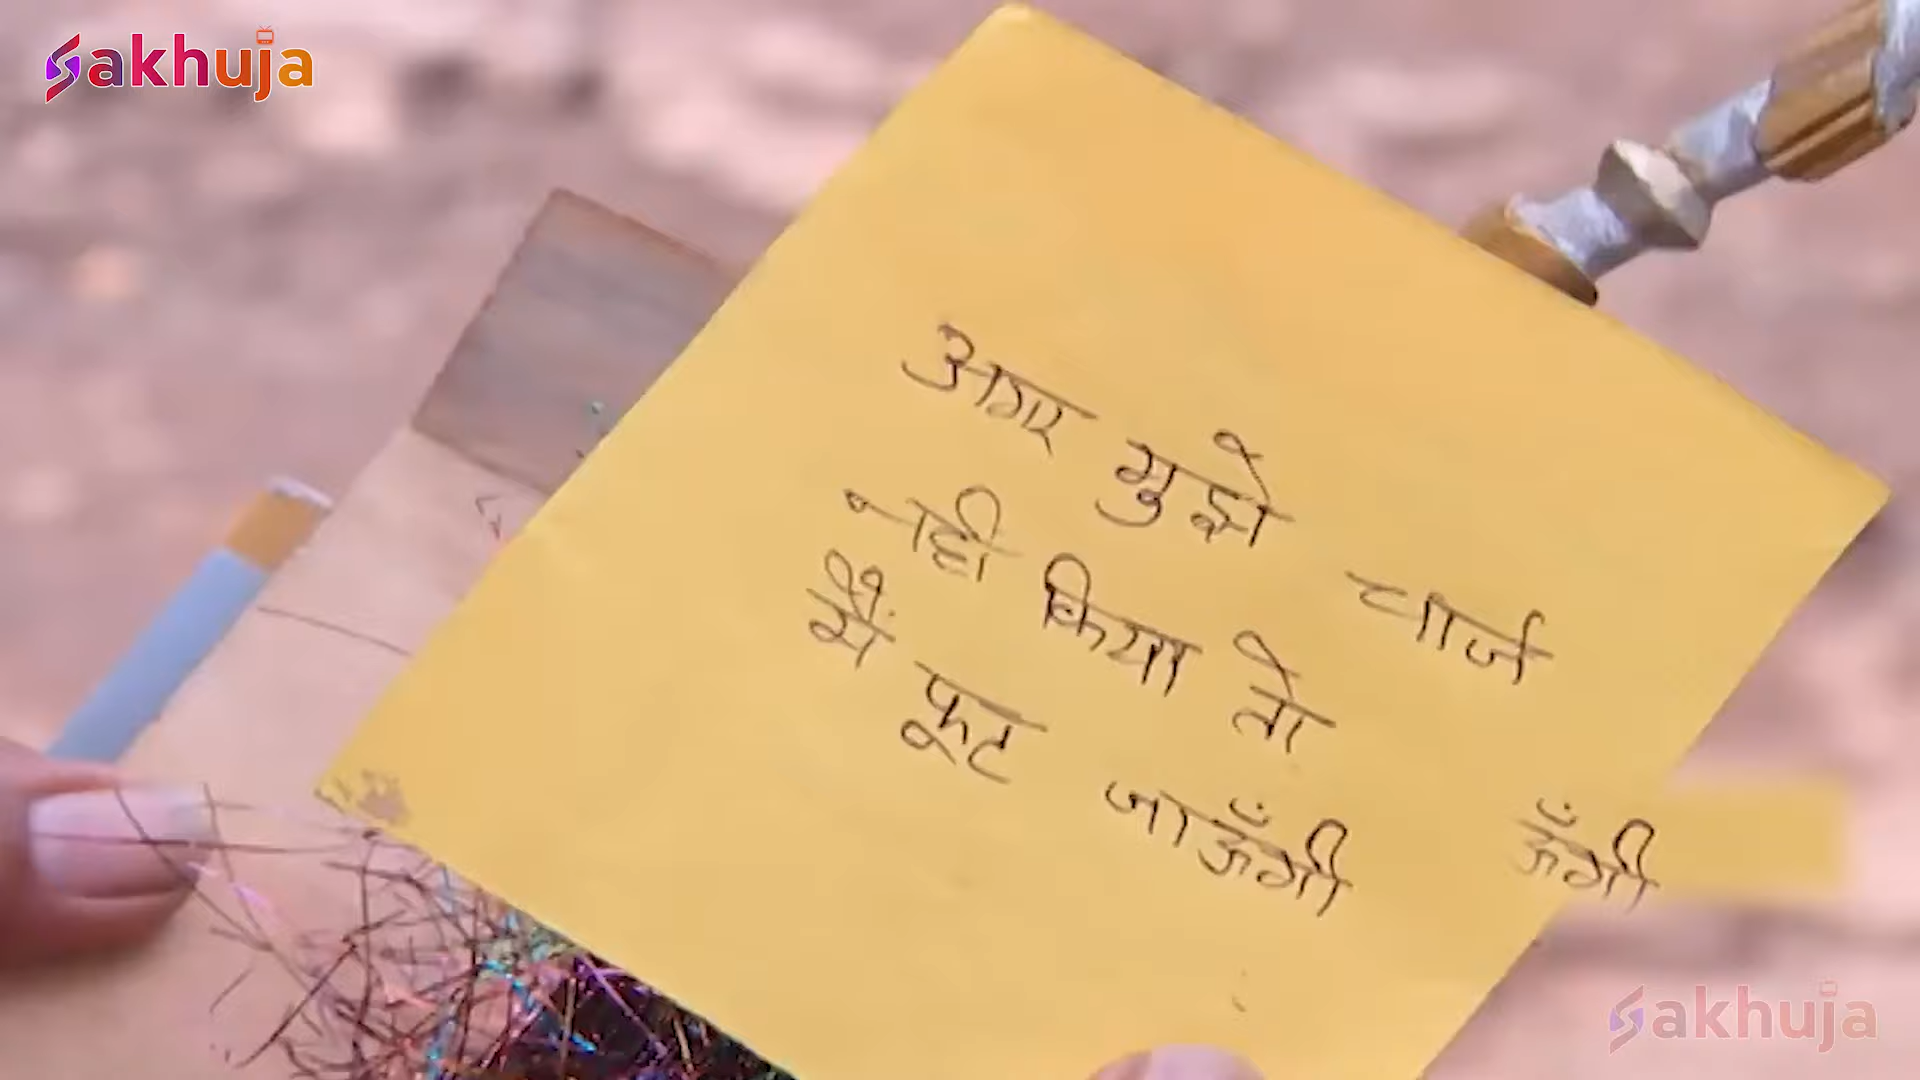 Sakhuja
अगर मुझे चार्ज
नही किया तो
मैं फूट जाऊँगी
ऊँगी
Sakhuja